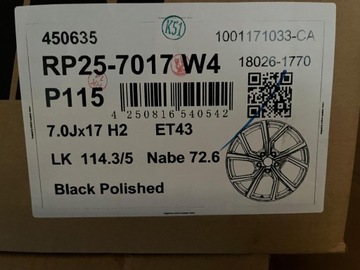 450635
K51
1001171033-CA
RP25-7017 W4
18026-1770
P115
4 250816 540542
7.0Jx17 H2 ET43
LK 114.3/5 Nabe 72.6
Black Polished